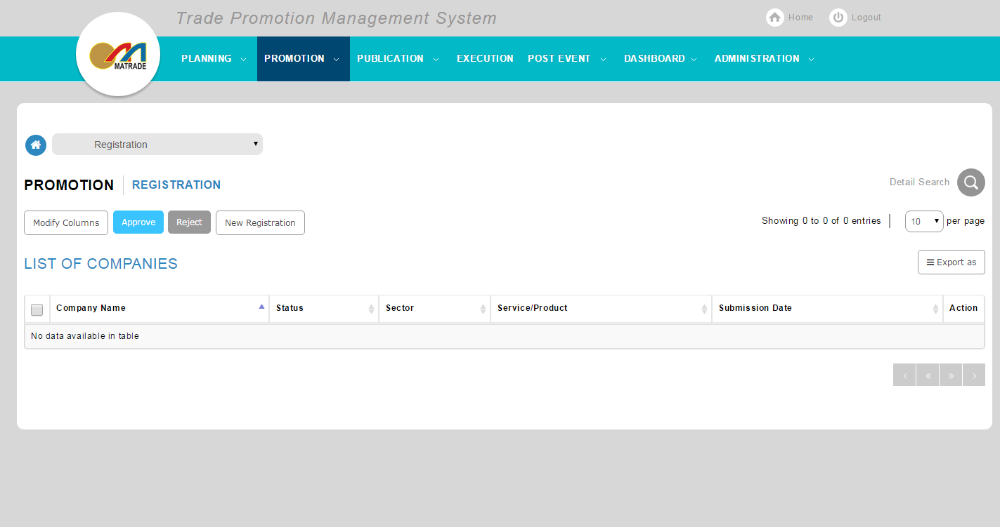 Trade Promotion Management System
Home
Logout
MATRADE
PLANNING
PROMOTION
PUBLICATION
EXECUTION
POST EVENT
DASHBOARD
ADMINISTRATION
Registration
PROMOTION
REGISTRATION
Detail Search
Modify Columns
Approve
Reject
New Registration
Showing 0 to 0 of 0 entries
10
per page
LIST OF COMPANIES
Export as
Company Name
Status
Sector
Service/Product
Submission Date
Action
No data available in table